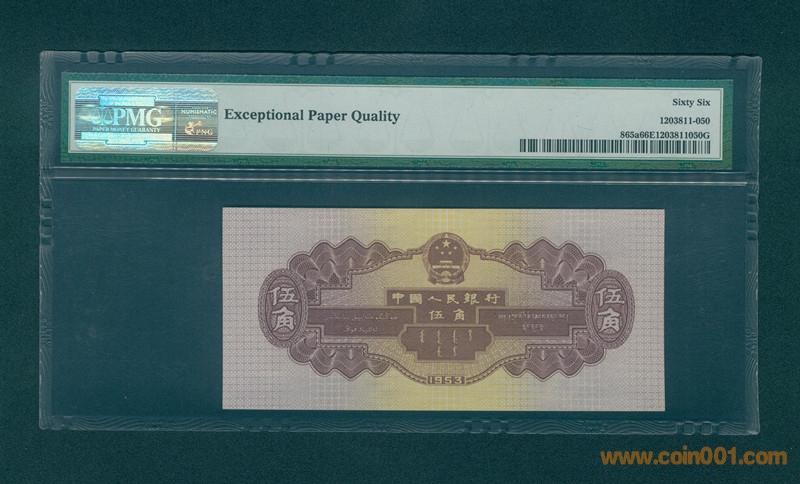 PMG
PAPER MONEY GUARANTY
NUMISMATIC
PNG
Exceptional Paper Quality
Sixty Six
1203811-050
865a66E1203811050G
中國人民銀行
伍角
伍角
伍角
1953
www.coin001.com